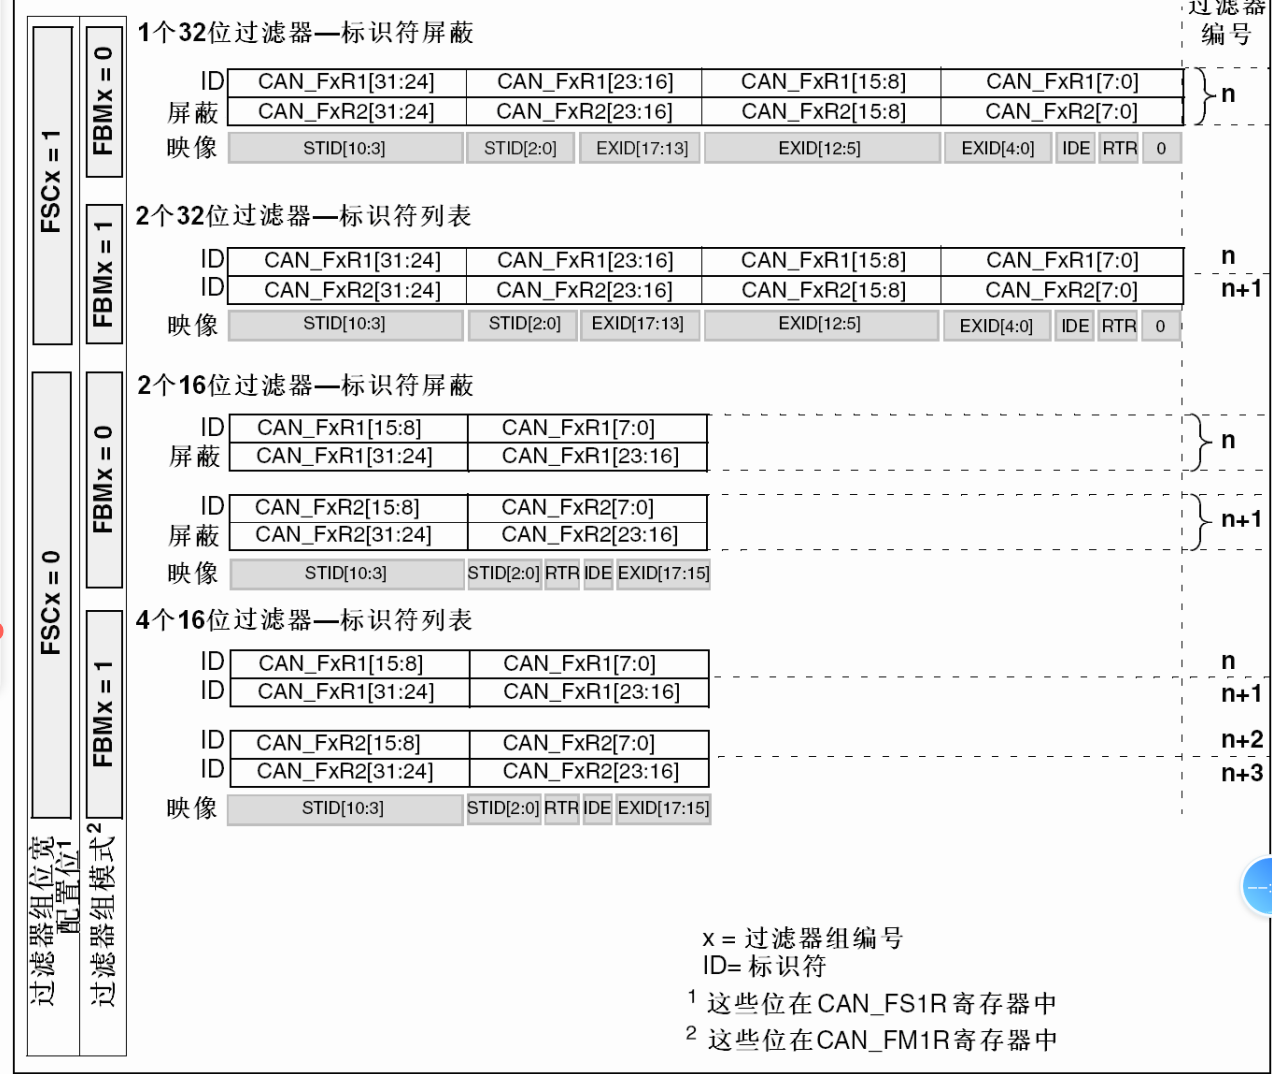 过滤器
编号
FSCx = 1
FBMx = 0
1个32位过滤器—标识符屏蔽
ID CAN_FxR1[31:24] CAN_FxR1[23:16] CAN_FxR1[15:8] CAN_FxR1[7:0]
屏蔽 CAN_FxR2[31:24] CAN_FxR2[23:16] CAN_FxR2[15:8] CAN_FxR2[7:0]
n
映像 STID[10:3] STID[2:0] EXID[17:13] EXID[12:5] EXID[4:0] IDE RTR 0
FBMx = 1
2个32位过滤器—标识符列表
ID CAN_FxR1[31:24] CAN_FxR1[23:16] CAN_FxR1[15:8] CAN_FxR1[7:0] n
ID CAN_FxR2[31:24] CAN_FxR2[23:16] CAN_FxR2[15:8] CAN_FxR2[7:0] n+1
映像 STID[10:3] STID[2:0] EXID[17:13] EXID[12:5] EXID[4:0] IDE RTR 0
FSCx = 0
FBMx = 0
2个16位过滤器—标识符屏蔽
ID CAN_FxR1[15:8] CAN_FxR1[7:0]
屏蔽 CAN_FxR1[31:24] CAN_FxR1[23:16]
n
ID CAN_FxR2[15:8] CAN_FxR2[7:0]
屏蔽 CAN_FxR2[31:24] CAN_FxR2[23:16]
n+1
映像 STID[10:3] STID[2:0] RTR IDE EXID[17:15]
FBMx = 1
4个16位过滤器—标识符列表
ID CAN_FxR1[15:8] CAN_FxR1[7:0] n
ID CAN_FxR1[31:24] CAN_FxR1[23:16] n+1
ID CAN_FxR2[15:8] CAN_FxR2[7:0] n+2
ID CAN_FxR2[31:24] CAN_FxR2[23:16] n+3
映像 STID[10:3] STID[2:0] RTR IDE EXID[17:15]
过滤器组位宽
配置位1
过滤器组模式2
x = 过滤器组编号
ID= 标识符
1 这些位在CAN_FS1R寄存器中
2 这些位在CAN_FM1R寄存器中